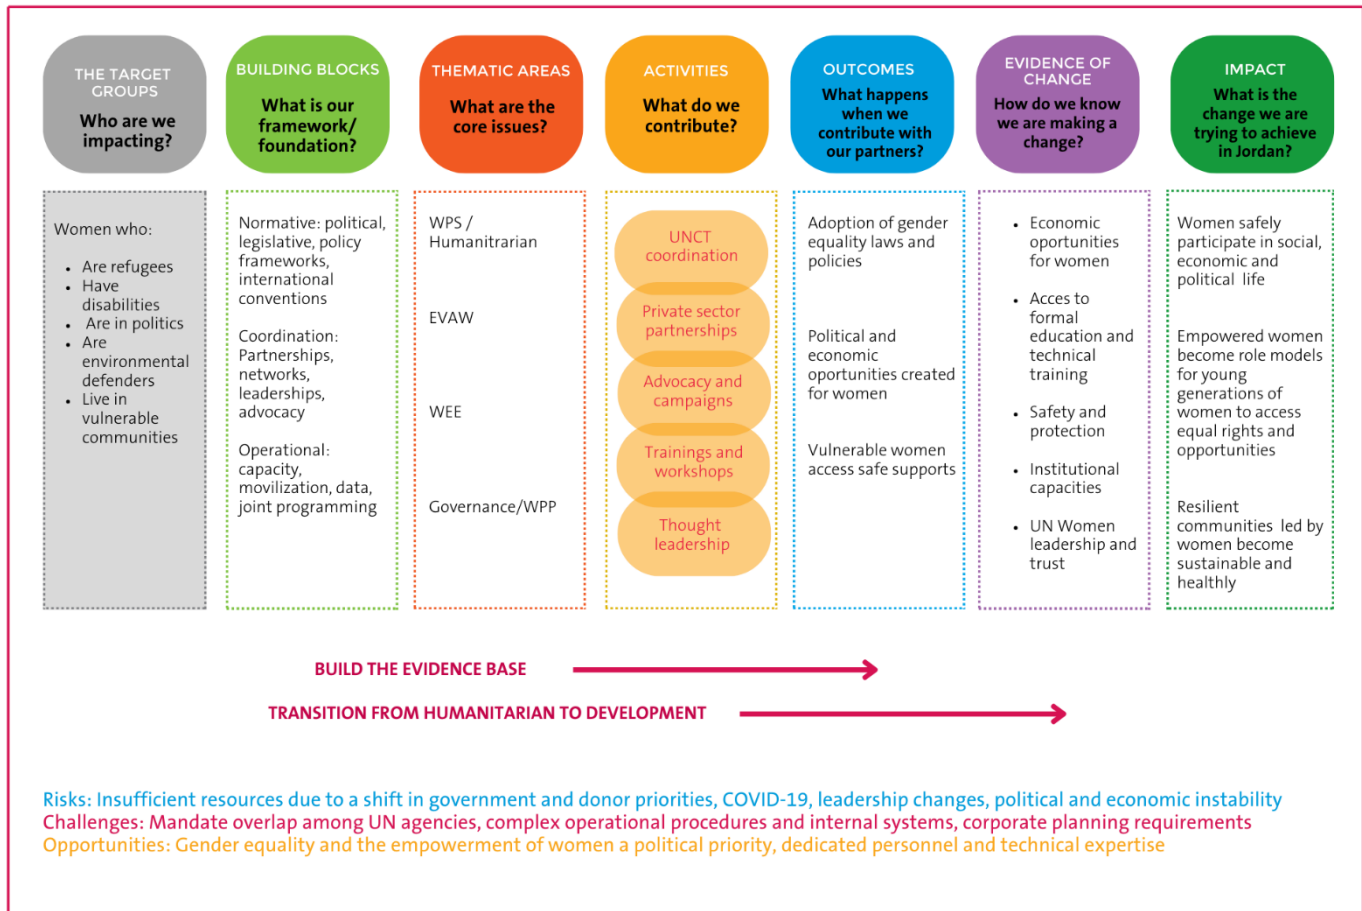 THE TARGET
GROUPS
Who are we
impacting?
BUILDING BLOCKS
What is our
framework/
foundation?
THEMATIC AREAS
What are the
core issues?
ACTIVITIES
What do we
contribute?
OUTCOMES
What happens
when we
contribute with
our partners?
EVIDENCE OF
CHANGE
How do we know
we are making a
change?
IMPACT
What is the
change we are
trying to achieve
in Jordan?
Women who:
• Are refugees
• Have
disabilities
• Are in politics
• Are
environmental
defenders
• Live in
vulnerable
communities
Normative: political,
legislative, policy
frameworks,
international
conventions
Coordination:
Partnerships,
networks,
leaderships,
advocacy
Operational:
capacity,
movilization, data,
joint programming
WPS /
Humanitrarian
EVAW
WEE
Governance/WPP
UNCT
coordination
Private sector
partnerships
Advocacy and
campaigns
Trainings and
workshops
Thought
leadership
Adoption of gender
equality laws and
policies
Political and
economic
oportunities created
for women
Vulnerable women
access safe supports
• Economic
oportunities
for women
• Acces to
formal
education and
technical
training
• Safety and
protection
• Institutional
capacities
• UN Women
leadership and
trust
Women safely
participate in social,
economic and
political life
Empowered women
become role models
for young
generations of
women to access
equal rights and
opportunities
Resilient
communities led by
women become
sustainable and
healthly
BUILD THE EVIDENCE BASE
TRANSITION FROM HUMANITARIAN TO DEVELOPMENT
Risks: Insufficient resources due to a shift in government and donor priorities, COVID-19, leadership changes, political and economic instability
Challenges: Mandate overlap among UN agencies, complex operational procedures and internal systems, corporate planning requirements
Opportunities: Gender equality and the empowerment of women a political priority, dedicated personnel and technical expertise